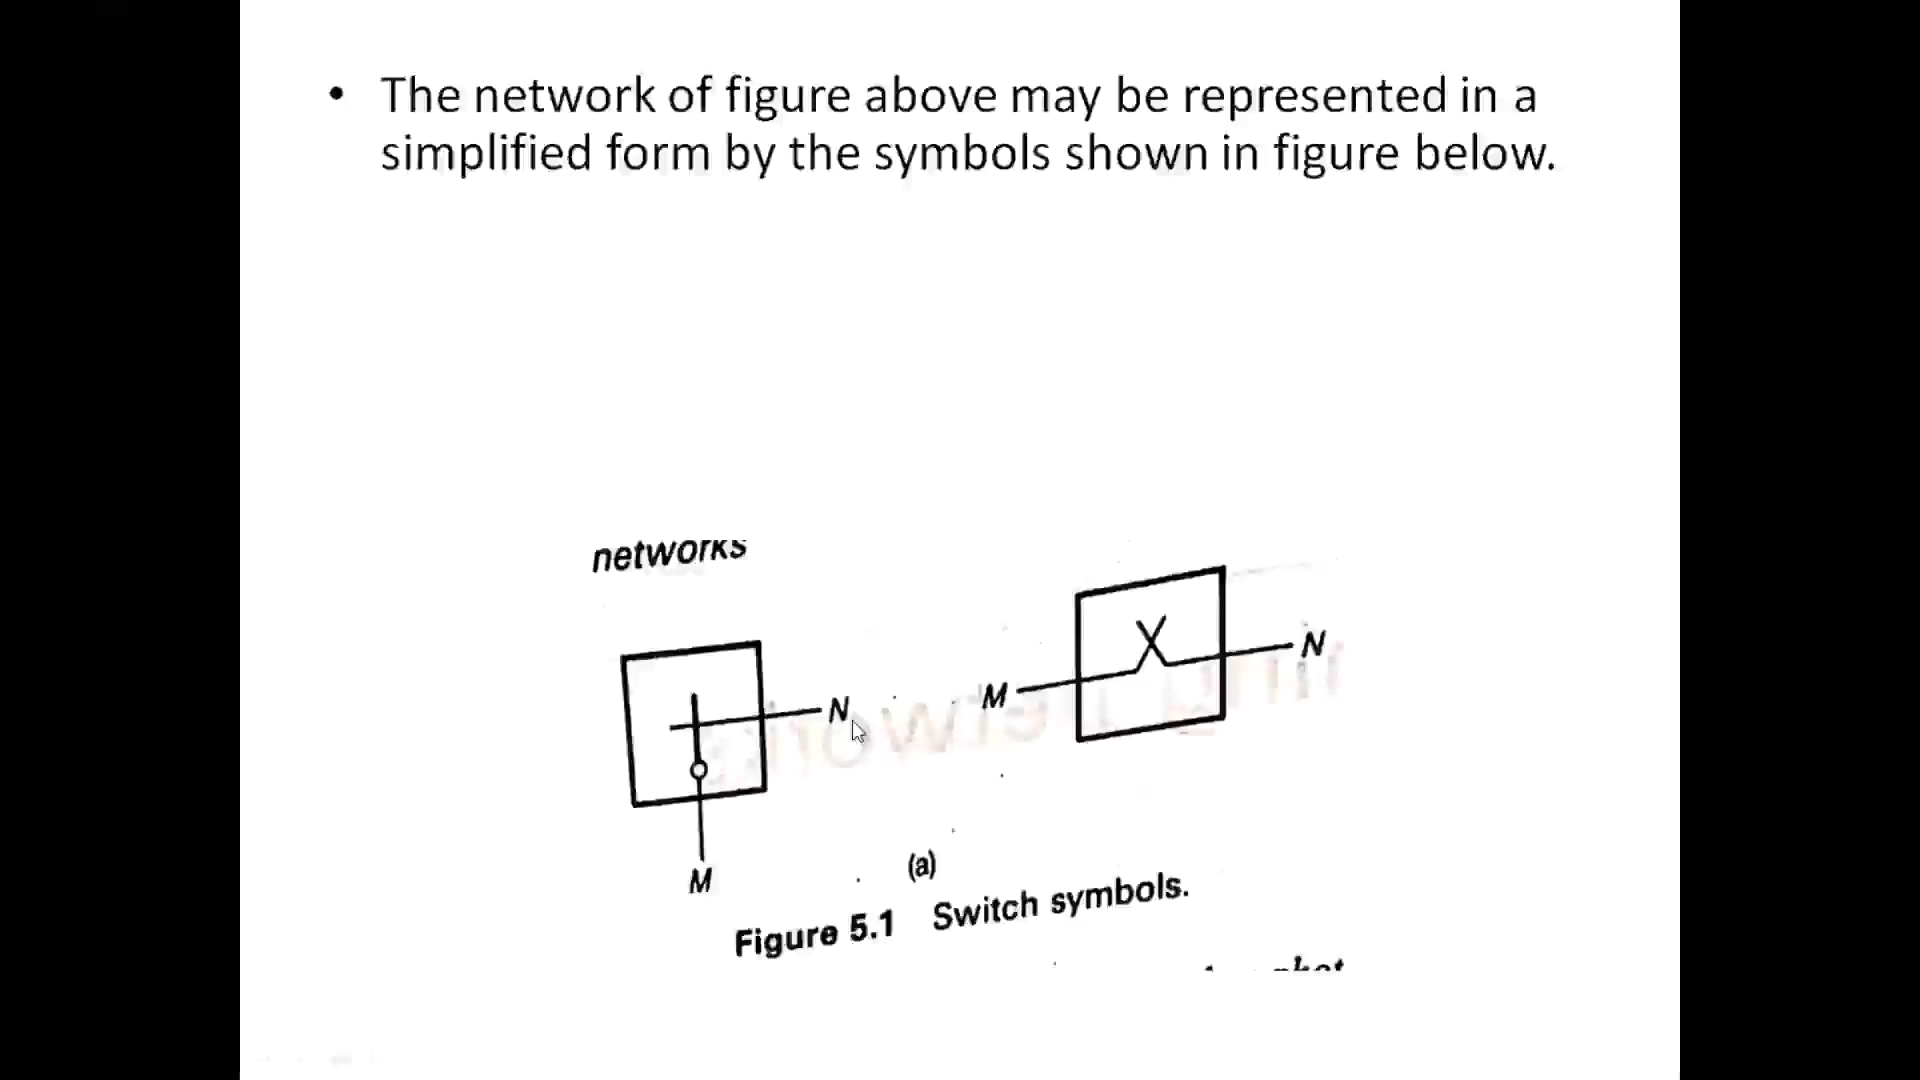 • The network of figure above may be represented in a
simplified form by the symbols shown in figure below.
networks
N
M
M
N
(a)
Figure 5.1 Switch symbols.